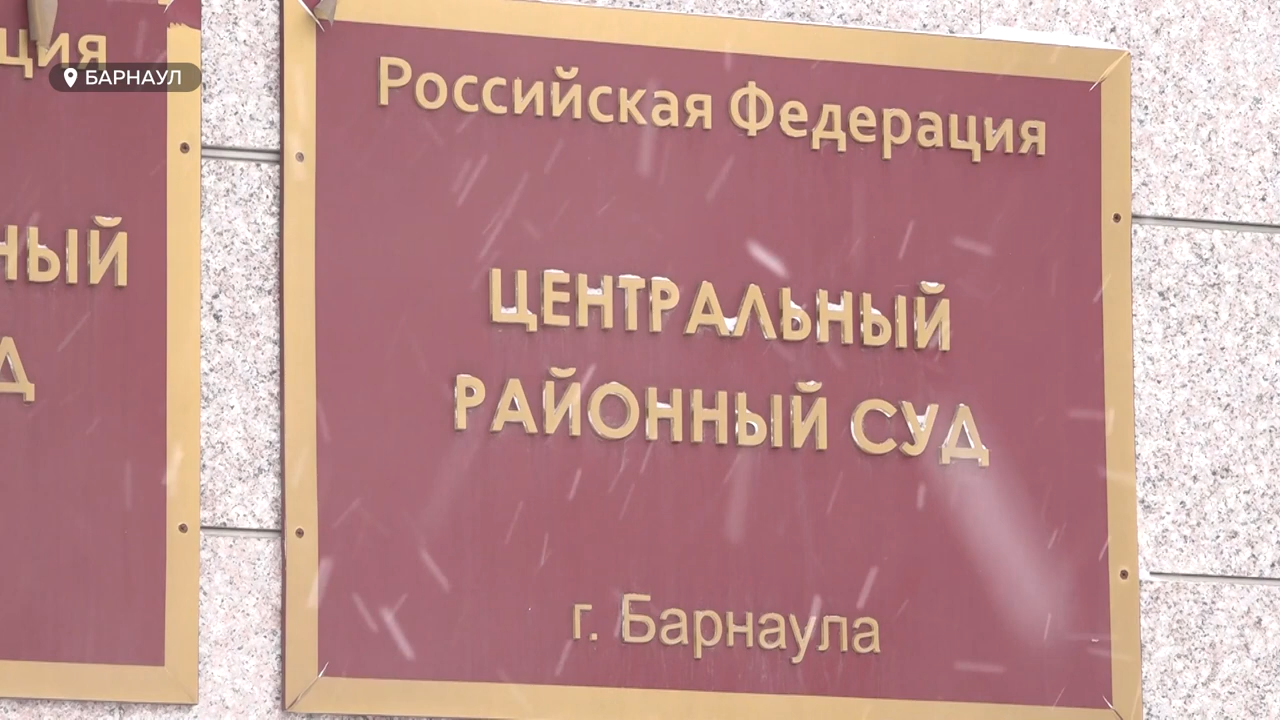 БАРНАУЛ
Российская Федерация
ЦЕНТРАЛЬНЫЙ
РАЙОННЫЙ СУД
г. Барнаула